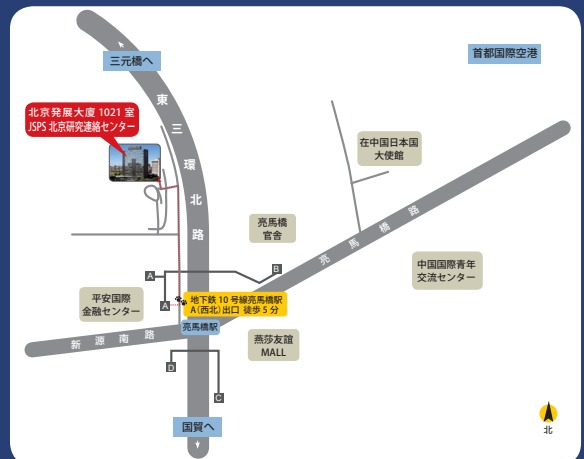 三元橋へ
首都国際空港
北京発展大廈 1021 室
JSPS 北京研究連絡センター
東三環北路
在中国日本国
大使館
亮馬橋
官舎
亮馬橋路
中国国際青年
交流センター
A
B
平安国際
金融センター
A
地下鉄 10 号線亮馬橋駅
A（西北）出口 徒歩 5 分
亮馬橋駅
新源南路
燕莎友誼
MALL
D
C
国貿へ
北